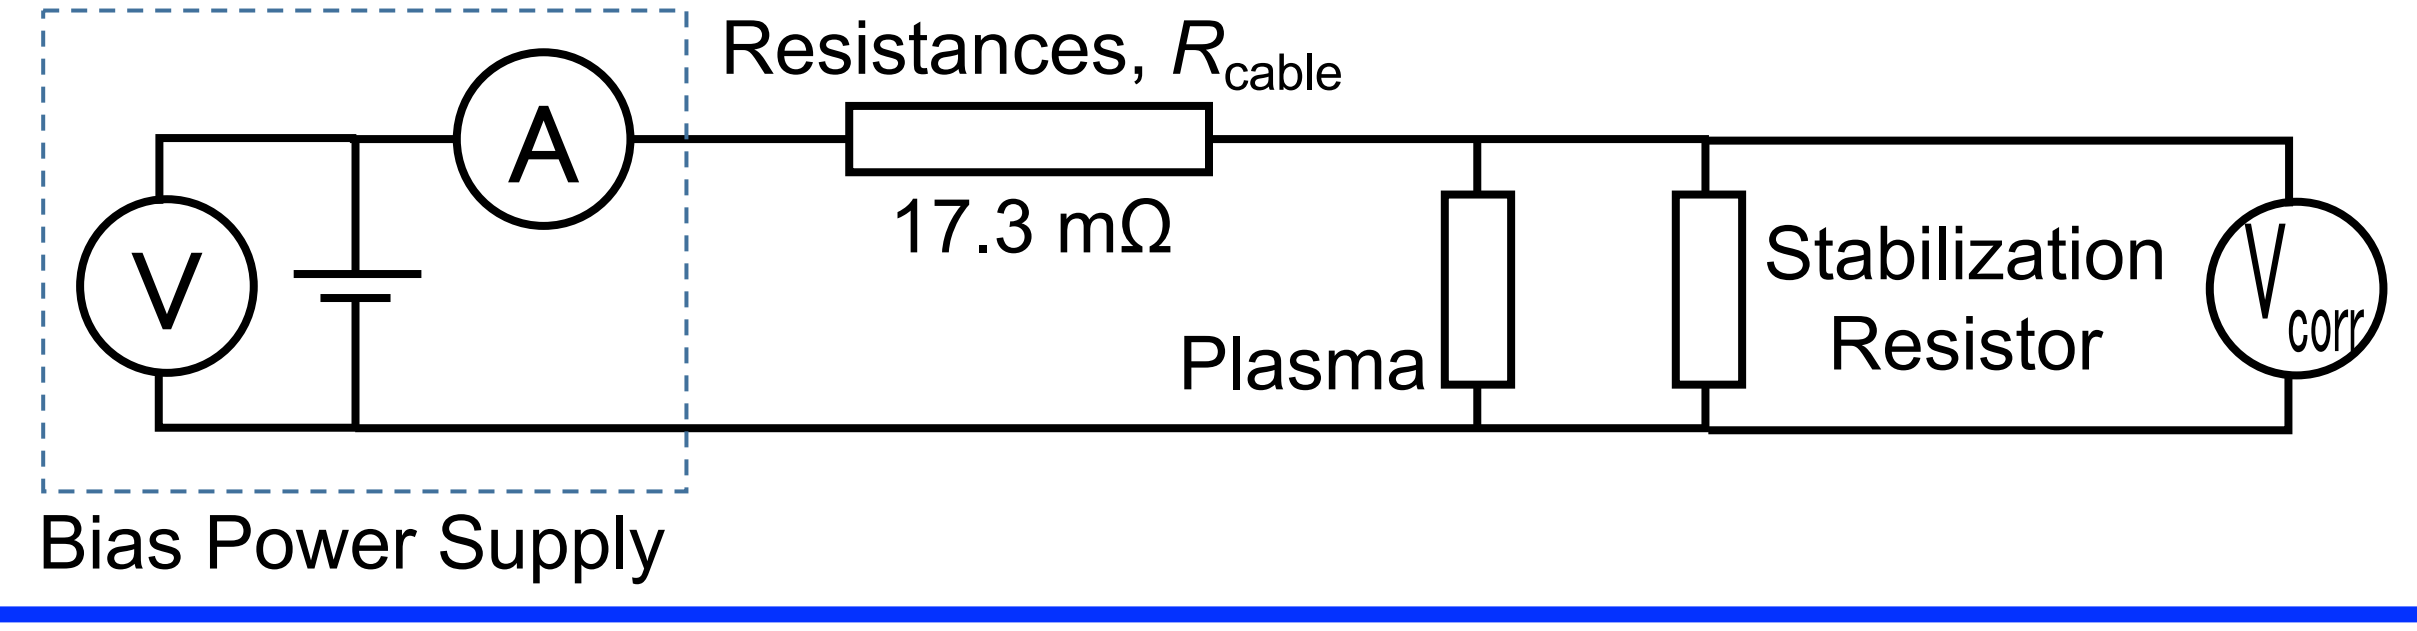 Resistances, Rcable
A
17.3 mΩ
V
Stabilization
Resistor
Vcorr
Plasma
Bias Power Supply